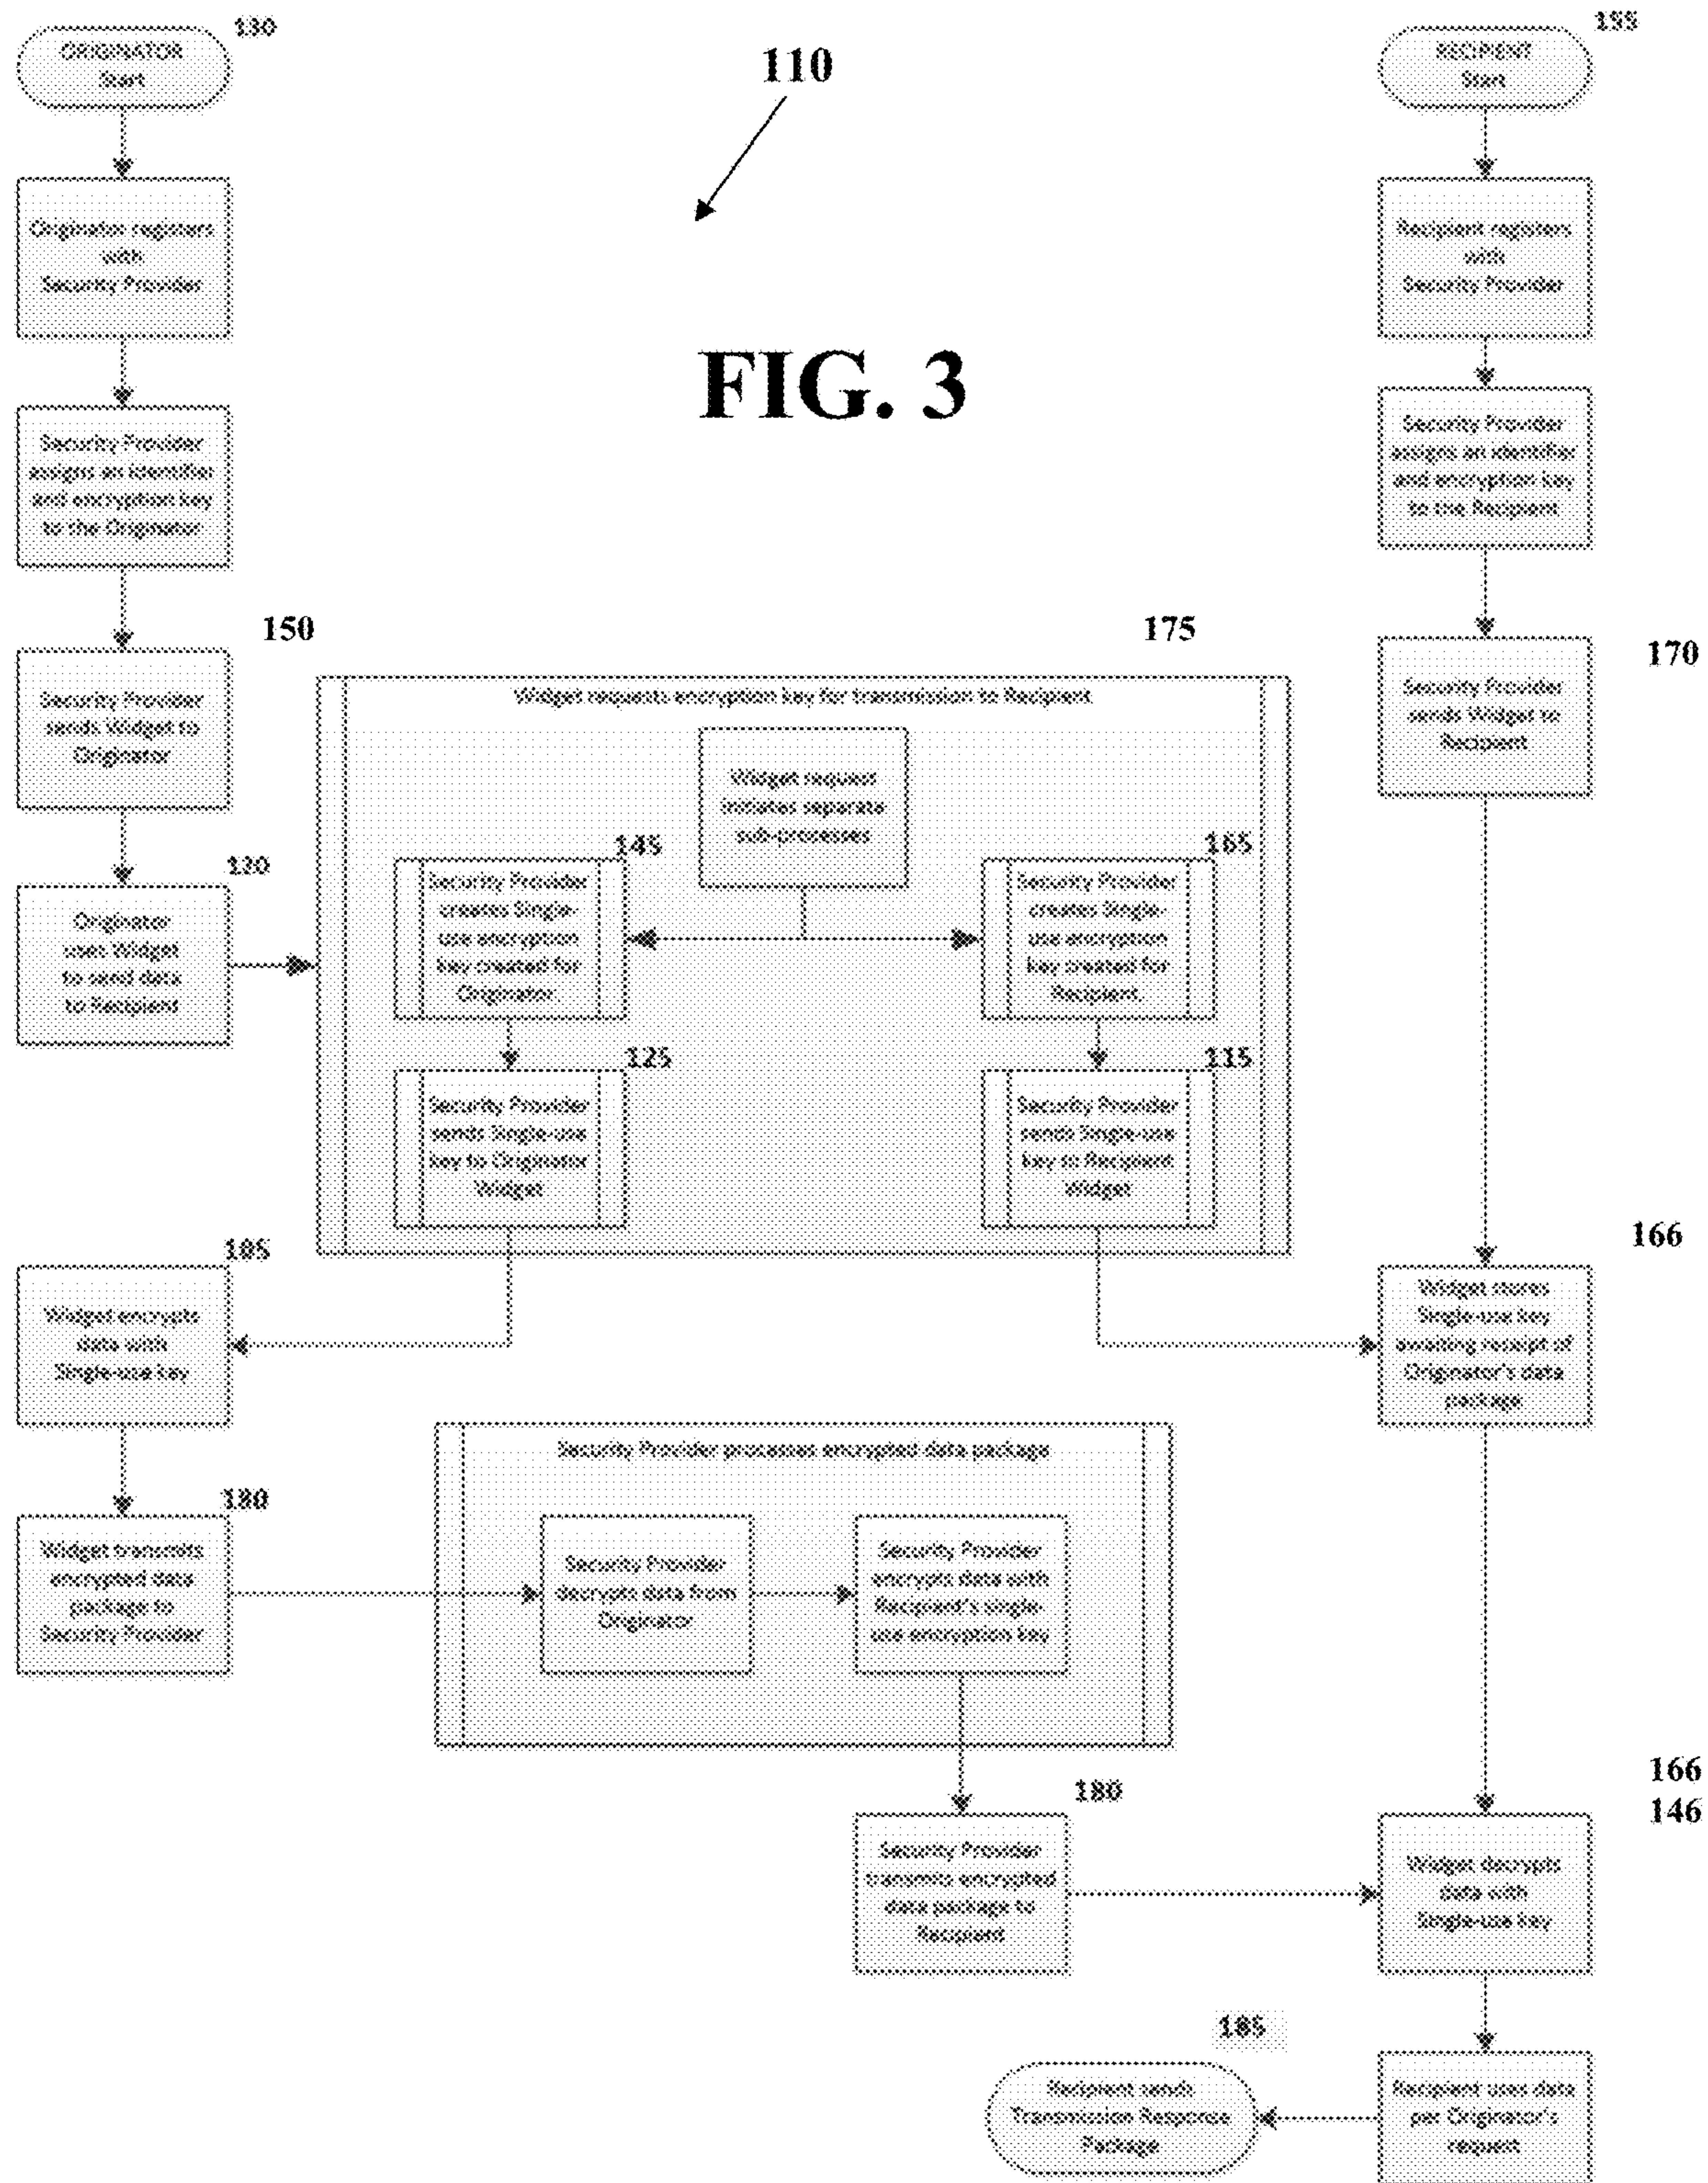 130
ORIGINATOR
Start
Originator registers
with
Security Provider
Security Provider
assigns an identifier
and encryption key
to the Originator
150
Security Provider
sends Widget to
Originator
130
Originator
uses Widget
to send data
to Recipient
110
FIG. 3
175
Widget requests encryption key for transmission to Recipient
Widget request
initiates separate
sub-processes
145
Security Provider
creates Single-
use encryption
key created for
Originator
165
Security Provider
creates Single-
use encryption
key created for
Recipient.
125
Security Provider
sends Single-use
key to Originator
Widget
115
Security Provider
sends Single-use
key to Recipient
Widget
155
RECIPIENT
Start
Recipient registers
with
Security Provider
Security Provider
assigns an identifier
and encryption key
to the Recipient
170
Security Provider
sends Widget to
Recipient
166
Widget stores
Single-use key
awaiting receipt of
Originator's data
package
Widget encrypts
data with
Single-use key
180
Widget transmits
encrypted data
package to
Security Provider
Security Provider processes encrypted data package
Security Provider
decrypts data from
Originator
Security Provider
encrypts data with
Recipient's single-
use encryption key
180
Security Provider
transmits encrypted
data package to
Recipient
166
146
Widget decrypts
data with
Single-use key
185
Recipient sends
Transmission Response
Package
Recipient uses data
per Originator's
request